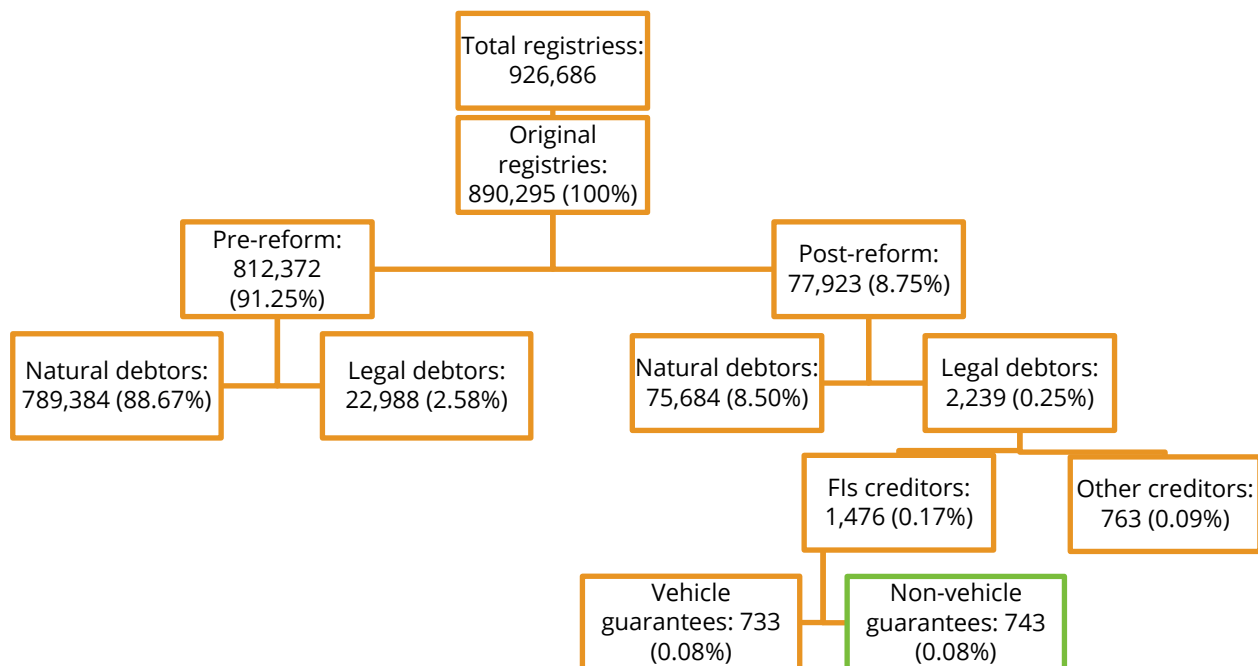 Total registriess:
926,686
Original
registries:
890,295 (100%)
Pre-reform:
812,372
(91.25%)
Post-reform:
77,923 (8.75%)
Natural debtors:
789,384 (88.67%)
Legal debtors:
22,988 (2.58%)
Natural debtors:
75,684 (8.50%)
Legal debtors:
2,239 (0.25%)
FIs creditors:
1,476 (0.17%)
Other creditors:
763 (0.09%)
Vehicle
guarantees: 733
(0.08%)
Non-vehicle
guarantees: 743
(0.08%)